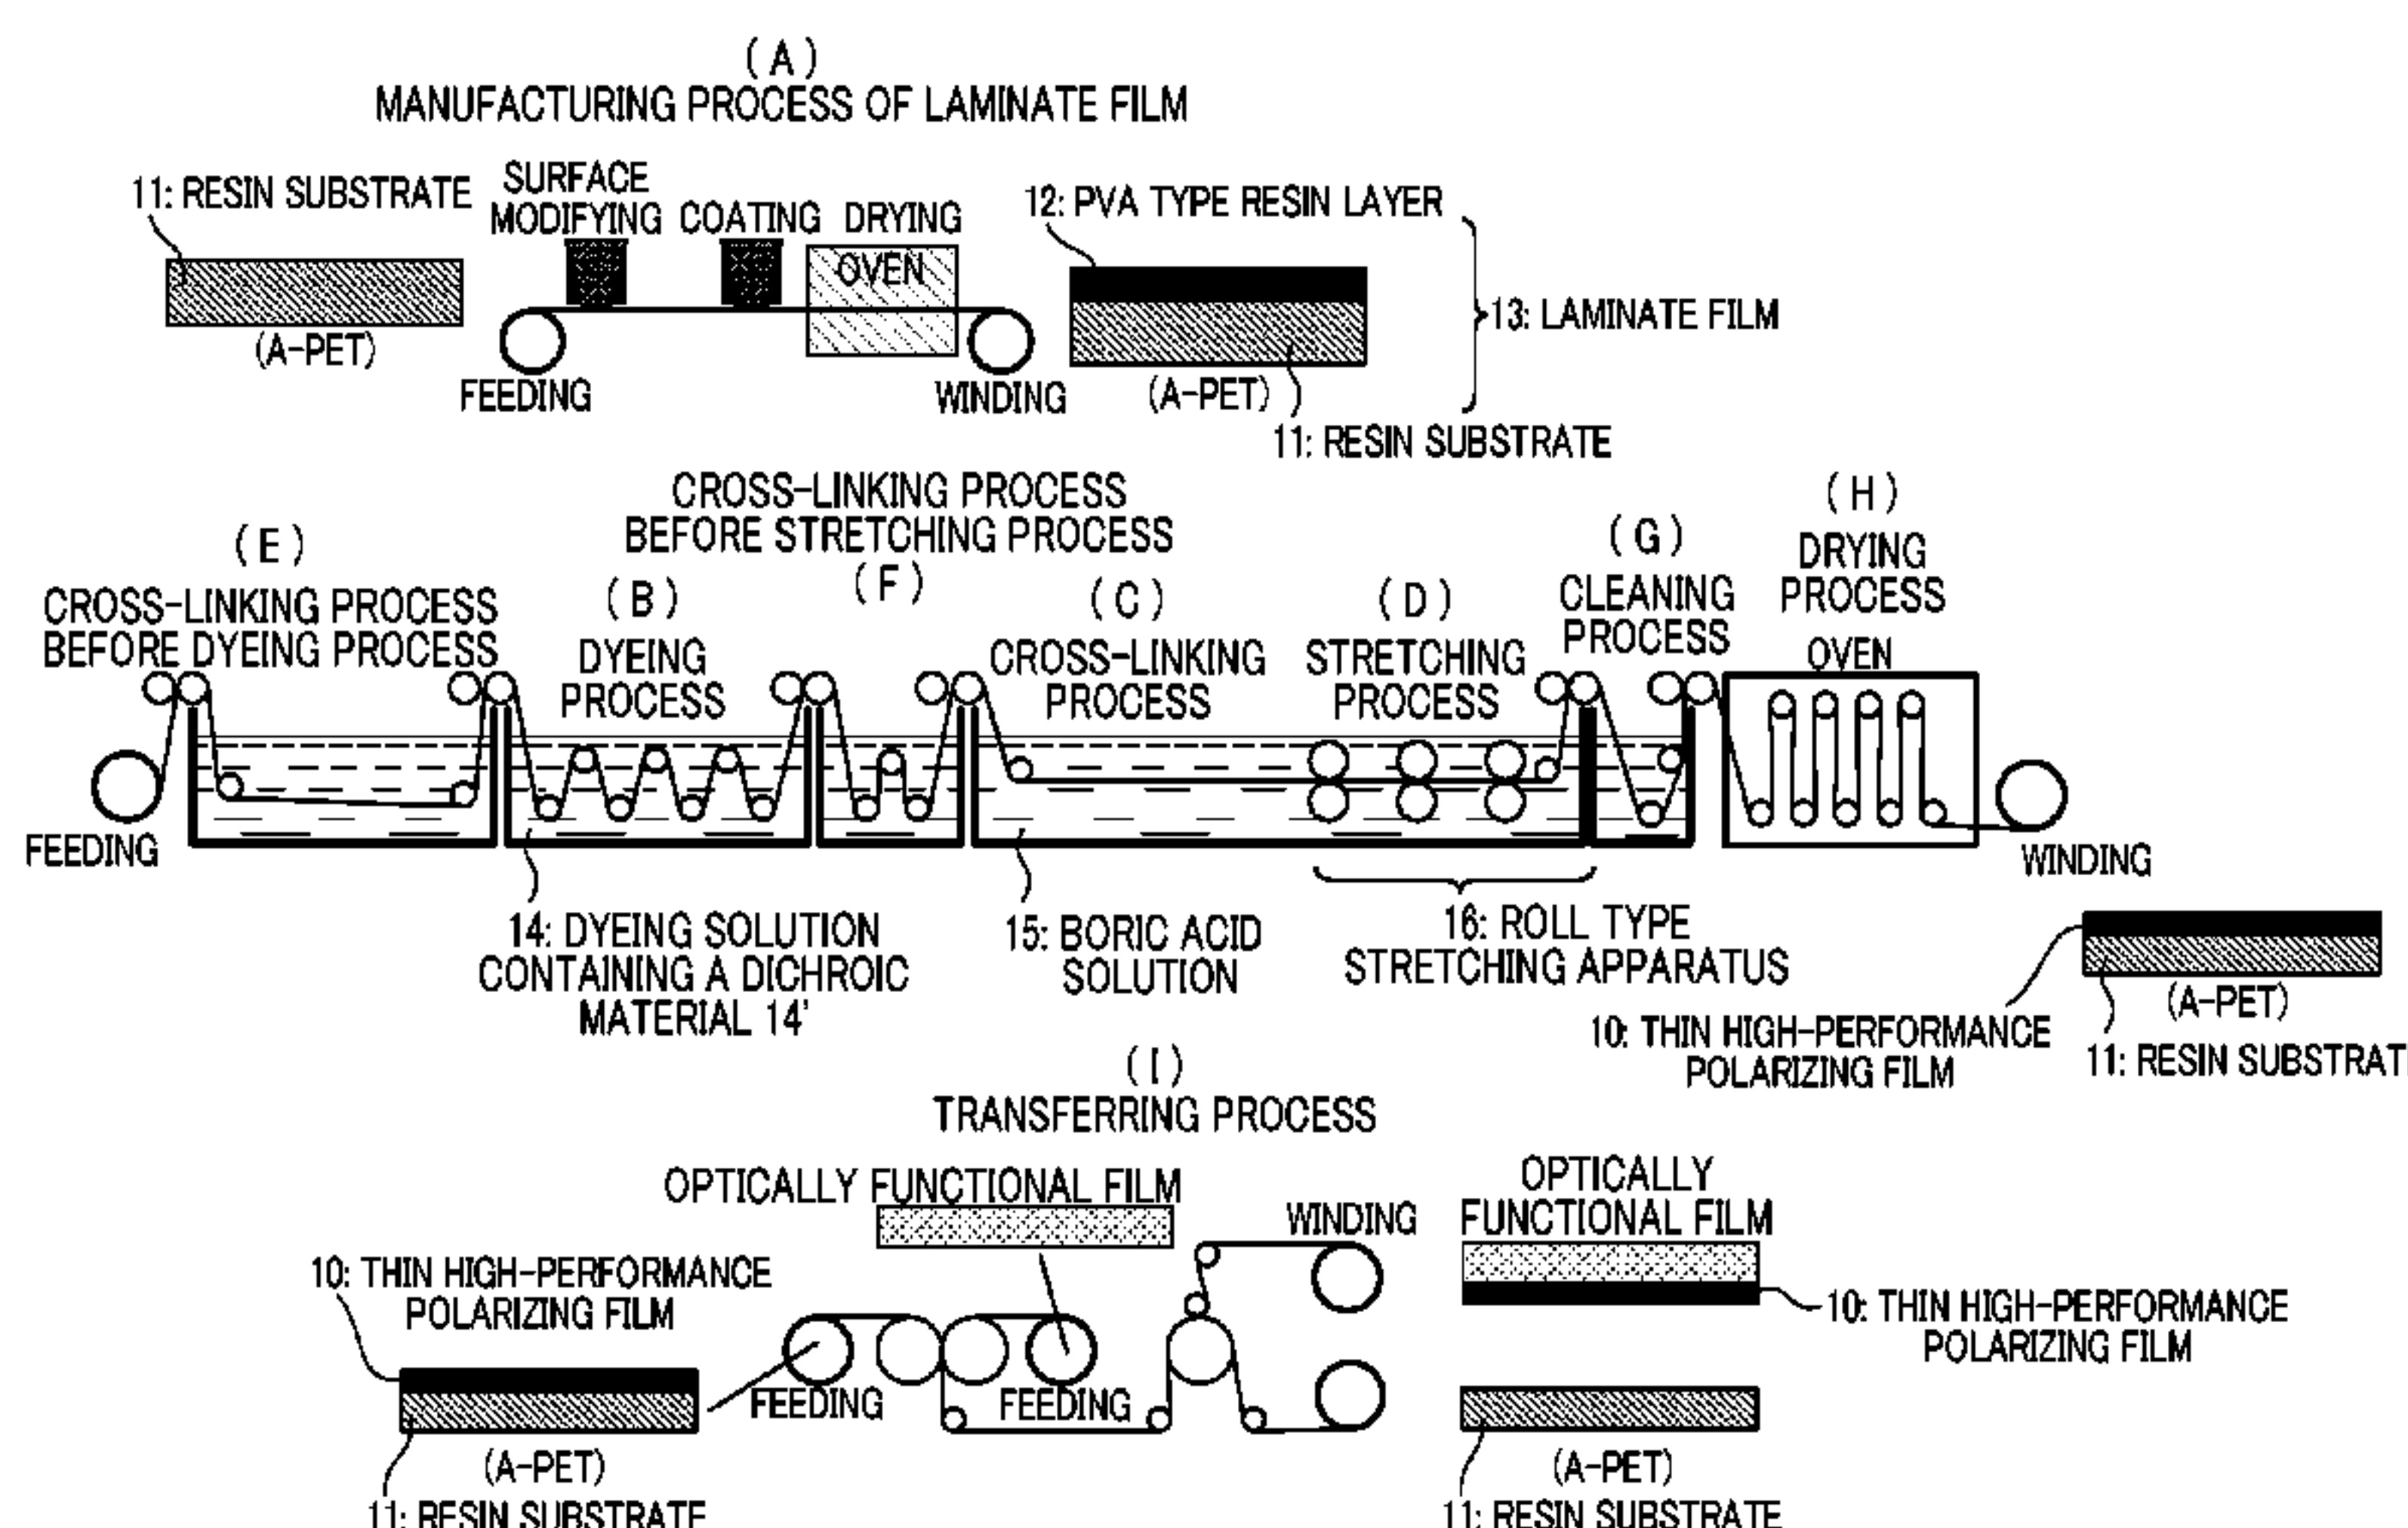 (A)
MANUFACTURING PROCESS OF LAMINATE FILM
11: RESIN SUBSTRATE
SURFACE
MODIFYING
COATING
DRYING
OVEN
(A-PET)
FEEDING
WINDING
12: PVA TYPE RESIN LAYER
13: LAMINATE FILM
(A-PET)
11: RESIN SUBSTRATE
(E)
CROSS-LINKING PROCESS
BEFORE DYEING PROCESS
(B)
DYEING
PROCESS
CROSS-LINKING PROCESS
BEFORE STRETCHING PROCESS
(F)
(C)
CROSS-LINKING
PROCESS
(D)
STRETCHING
PROCESS
(G)
CLEANING
PROCESS
(H)
DRYING
PROCESS
OVEN
FEEDING
WINDING
14: DYEING SOLUTION
CONTAINING A DICHROIC
MATERIAL 14'
15: BORIC ACID
SOLUTION
16: ROLL TYPE
STRETCHING APPARATUS
10: THIN HIGH-PERFORMANCE
POLARIZING FILM
(A-PET)
11: RESIN SUBSTRAT
(I)
TRANSFERRING PROCESS
OPTICALLY FUNCTIONAL FILM
10: THIN HIGH-PERFORMANCE
POLARIZING FILM
(A-PET)
11: RESIN SUBSTRATE
FEEDING
FEEDING
WINDING
OPTICALLY
FUNCTIONAL FILM
10: THIN HIGH-PERFORMANCE
POLARIZING FILM
(A-PET)
11: RESIN SUBSTRATE